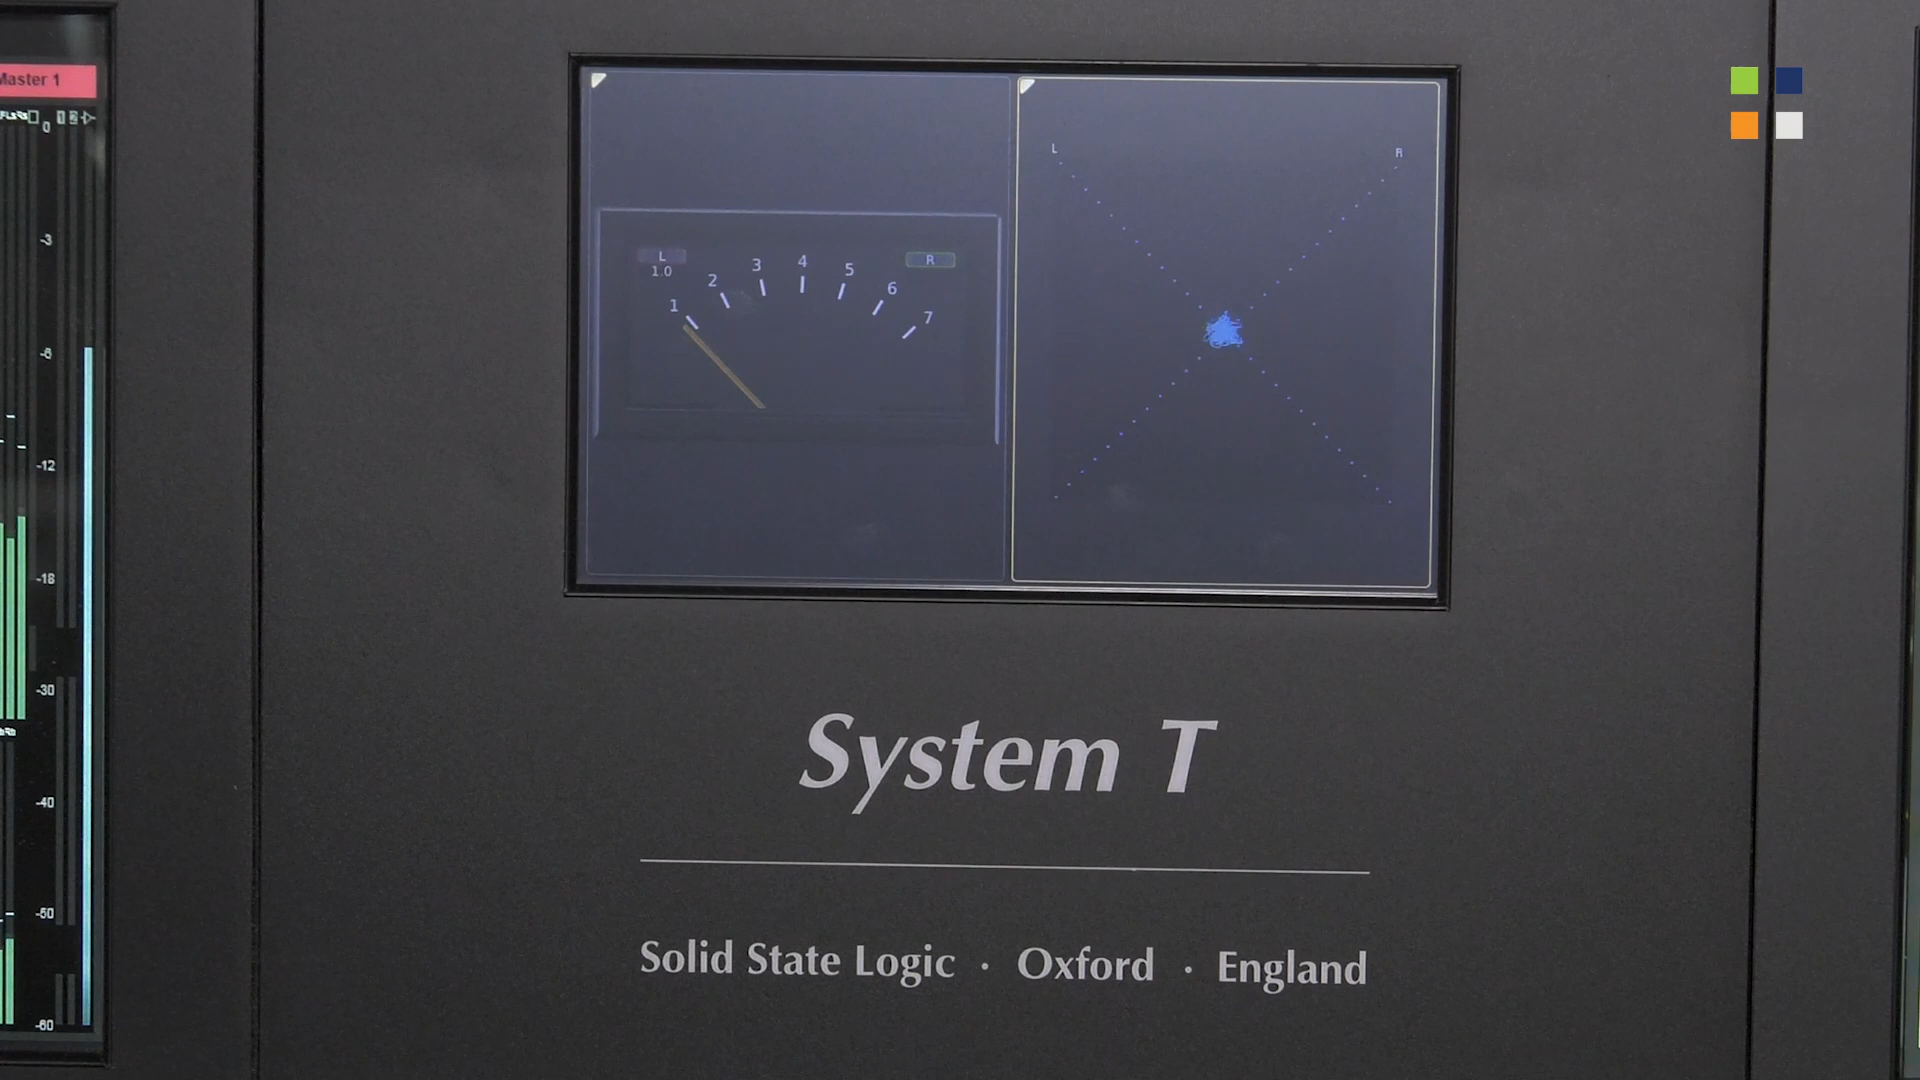 Master 1
0
-3
-6
-12
-18
-30
-40
-50
-60
L
1.0
R
1 2 3 4 5 6 7
L R
System T
Solid State Logic · Oxford · England